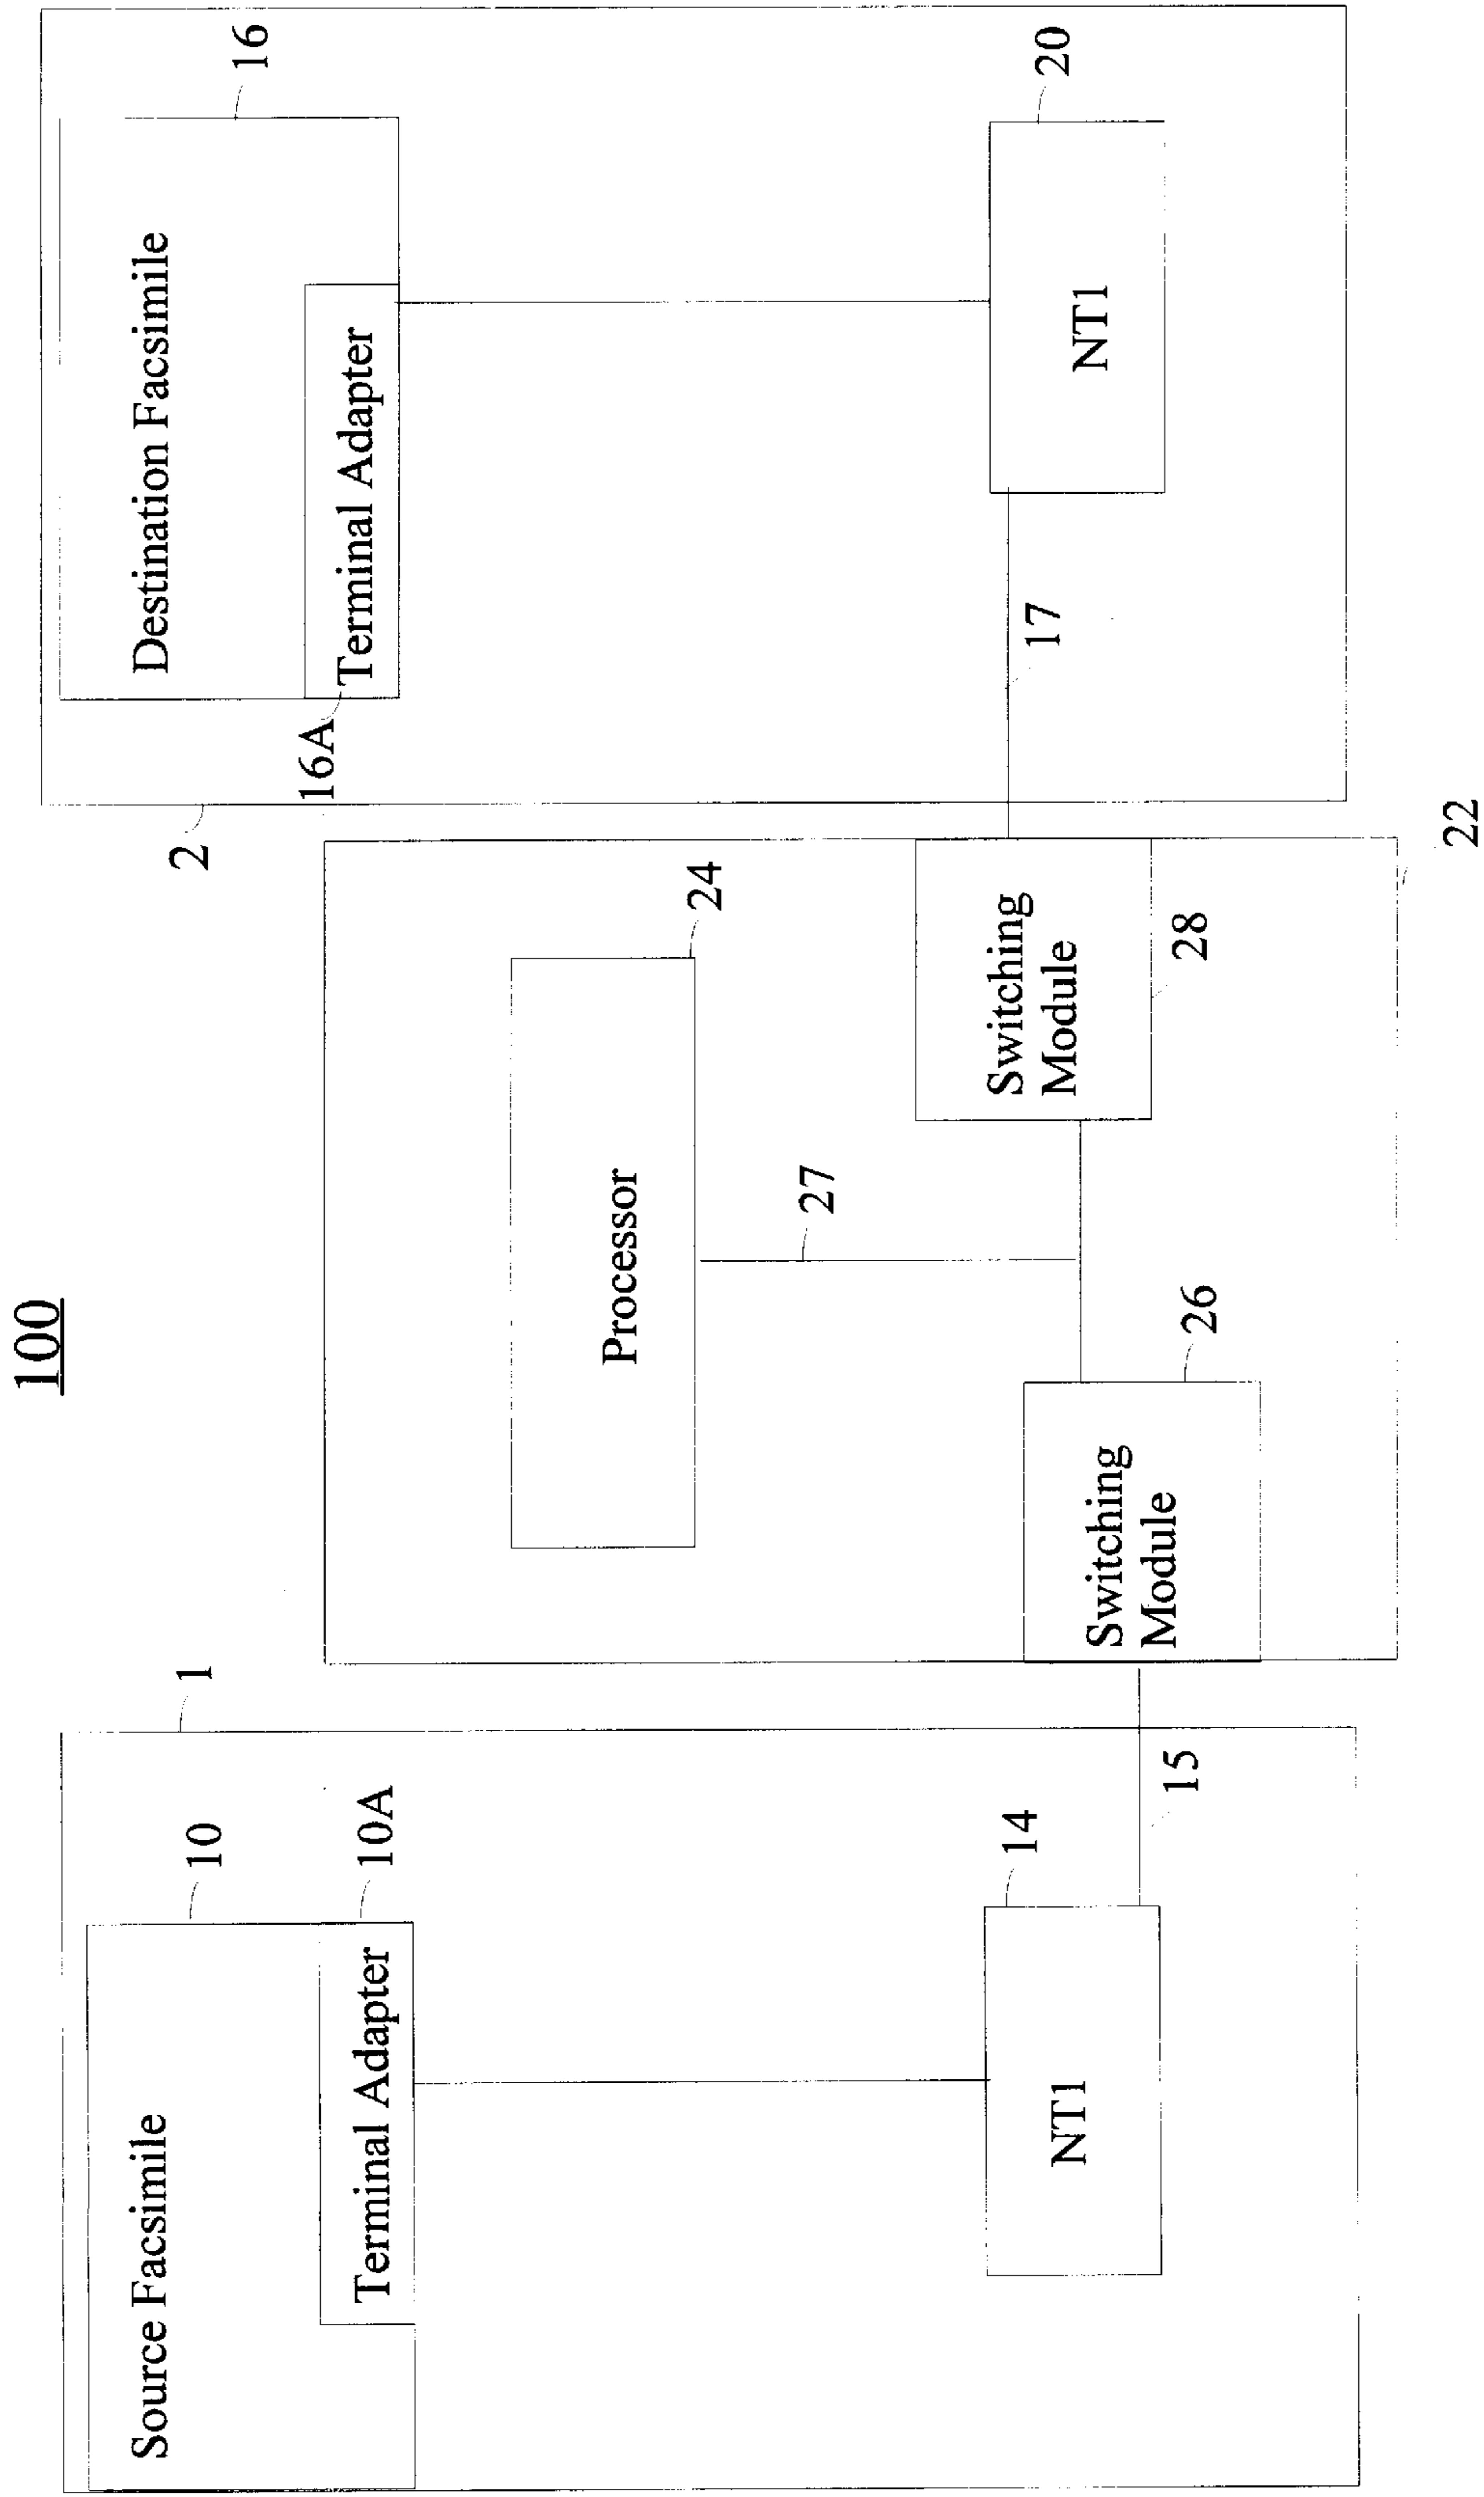 100
1
10
Source Facsimile
10A
Terminal Adapter
14
NT1
15
22
24
Processor
27
26
Switching
Module
28
Switching
Module
2
16
Destination Facsimile
16A
Terminal Adapter
17
20
NT1